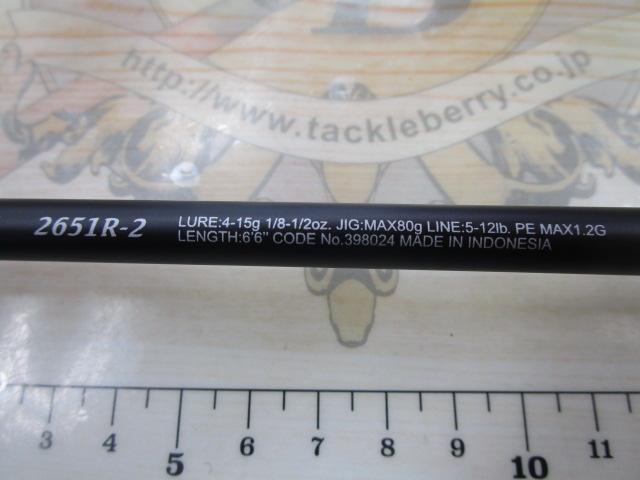 http://www.tackleberry.co.jp
2651R-2
LURE:4-15g 1/8-1/2oz. JIG:MAX80g LINE:5-12lb. PE MAX1.2G
LENGTH:6'6" CODE No.398024 MADE IN INDONESIA
3 4 5 6 7 8 9 10 11